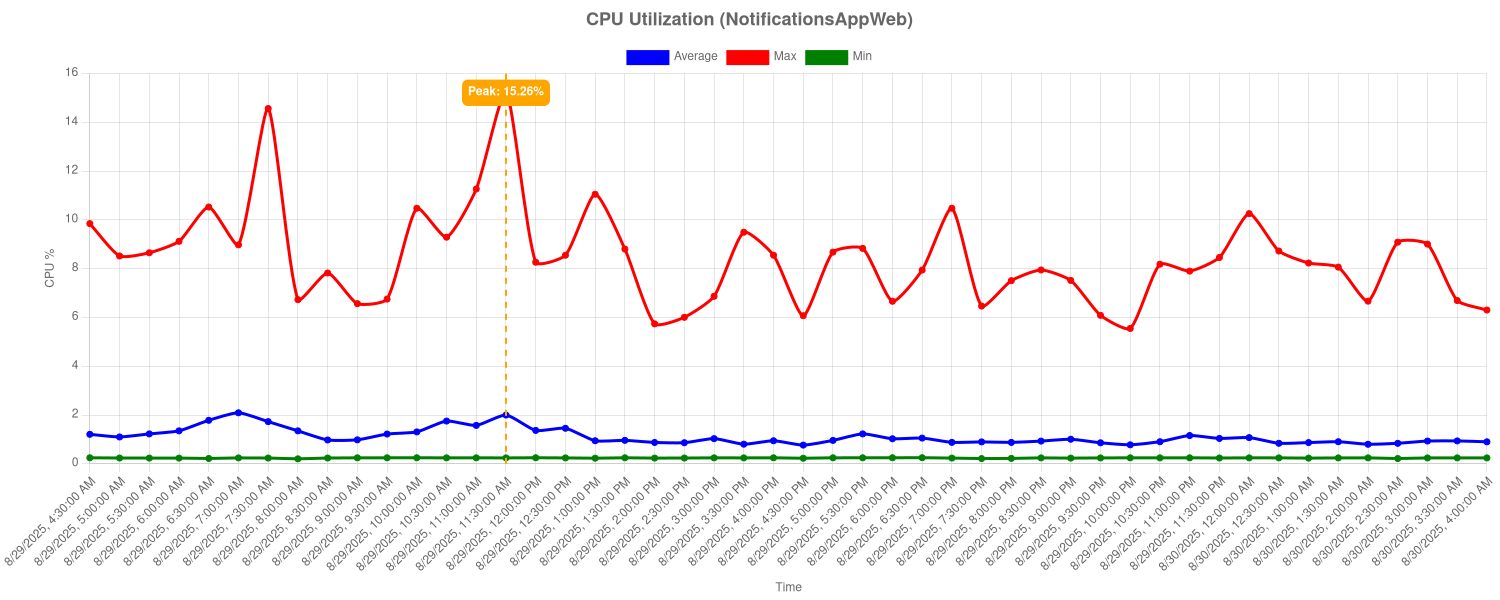 CPU Utilization (NotificationsAppWeb)
Average Max Min
Peak: 15.26%
16
14
12
10
8
6
4
2
0
CPU %
8/29/2025, 4:30:00 AM
8/29/2025, 5:00:00 AM
8/29/2025, 5:30:00 AM
8/29/2025, 6:00:00 AM
8/29/2025, 6:30:00 AM
8/29/2025, 7:00:00 AM
8/29/2025, 7:30:00 AM
8/29/2025, 8:00:00 AM
8/29/2025, 8:30:00 AM
8/29/2025, 9:00:00 AM
8/29/2025, 9:30:00 AM
8/29/2025, 10:00:00 AM
8/29/2025, 10:30:00 AM
8/29/2025, 11:00:00 AM
8/29/2025, 11:30:00 AM
8/29/2025, 12:00:00 PM
8/29/2025, 12:30:00 PM
8/29/2025, 1:00:00 PM
8/29/2025, 1:30:00 PM
8/29/2025, 2:00:00 PM
8/29/2025, 2:30:00 PM
8/29/2025, 3:00:00 PM
8/29/2025, 3:30:00 PM
8/29/2025, 4:00:00 PM
8/29/2025, 4:30:00 PM
8/29/2025, 5:00:00 PM
8/29/2025, 5:30:00 PM
8/29/2025, 6:00:00 PM
8/29/2025, 6:30:00 PM
8/29/2025, 7:00:00 PM
8/29/2025, 7:30:00 PM
8/29/2025, 8:00:00 PM
8/29/2025, 8:30:00 PM
8/29/2025, 9:00:00 PM
8/29/2025, 9:30:00 PM
8/29/2025, 10:00:00 PM
8/29/2025, 10:30:00 PM
8/29/2025, 11:00:00 PM
8/29/2025, 11:30:00 PM
8/30/2025, 12:00:00 AM
8/30/2025, 12:30:00 AM
8/30/2025, 1:00:00 AM
8/30/2025, 1:30:00 AM
8/30/2025, 2:00:00 AM
8/30/2025, 2:30:00 AM
8/30/2025, 3:00:00 AM
8/30/2025, 3:30:00 AM
8/30/2025, 4:00:00 AM
Time